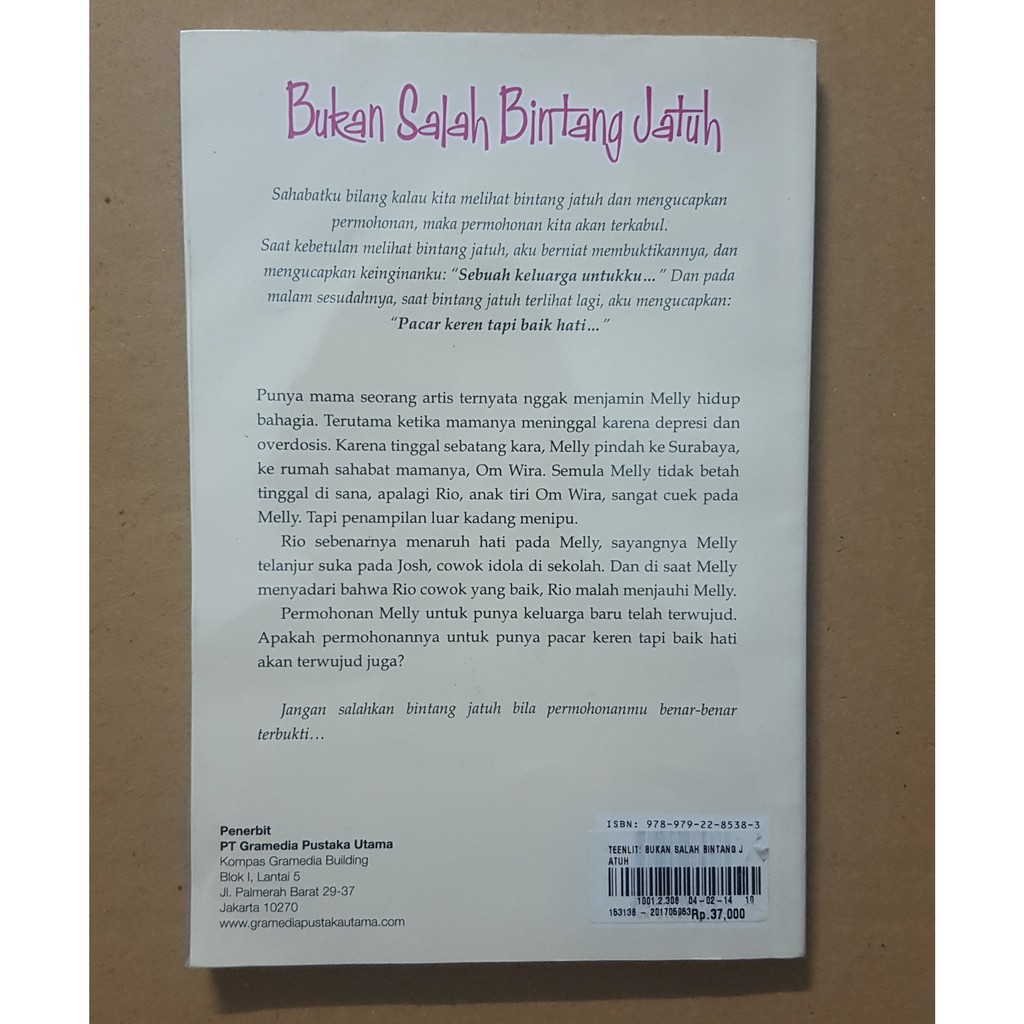 Bukan Salah Bintang Jatuh
Sahabatku bilang kalau kita melihat bintang jatuh dan mengucapkan
permohonan, maka permohonan kita akan terkabul.
Saat kebetulan melihat bintang jatuh, aku berniat membuktikannya, dan
mengucapkan keinginanku: “Sebuah keluarga untukku...” Dan pada
malam sesudahnya, saat bintang jatuh terlihat lagi, aku mengucapkan:
“Pacar keren tapi baik hati...”
Punya mama seorang artis ternyata nggak menjamin Melly hidup
bahagia. Terutama ketika mamanya meninggal karena depresi dan
overdosis. Karena tinggal sebatang kara, Melly pindah ke Surabaya,
ke rumah sahabat mamanya, Om Wira. Semula Melly tidak betah
tinggal di sana, apalagi Rio, anak tiri Om Wira, sangat cuek pada
Melly. Tapi penampilan luar kadang menipu.
Rio sebenarnya menaruh hati pada Melly, sayangnya Melly
telanjur suka pada Josh, cowok idola di sekolah. Dan di saat Melly
menyadari bahwa Rio cowok yang baik, Rio malah menjauhi Melly.
Permohonan Melly untuk punya keluarga baru telah terwujud.
Apakah permohonannya untuk punya pacar keren tapi baik hati
akan terwujud juga?
Jangan salahkan bintang jatuh bila permohonanmu benar-benar
terbukti...
Penerbit
PT Gramedia Pustaka Utama
Kompas Gramedia Building
Blok I, Lantai 5
Jl. Palmerah Barat 29-37
Jakarta 10270
www.gramediapustakautama.com
ISBN: 978-979-22-8538-3
TEENLIT: BUKAN SALAH BINTANG J
ATUH
1001.2.308 04-02-14 10
153138 - 201705953 Rp.37,000